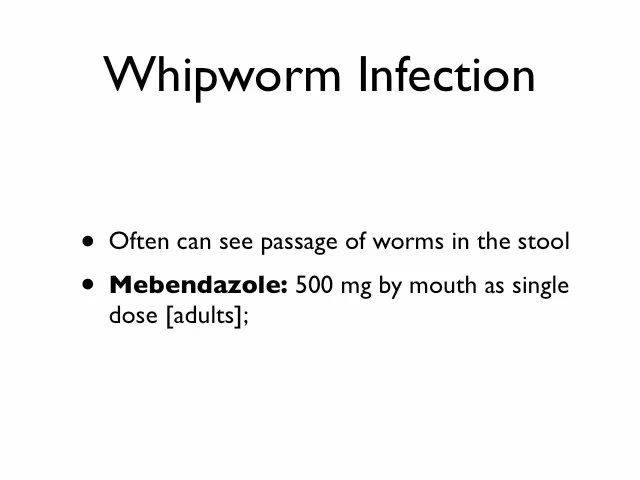 Whipworm Infection
• Often can see passage of worms in the stool
• Mebendazole: 500 mg by mouth as single
dose [adults];